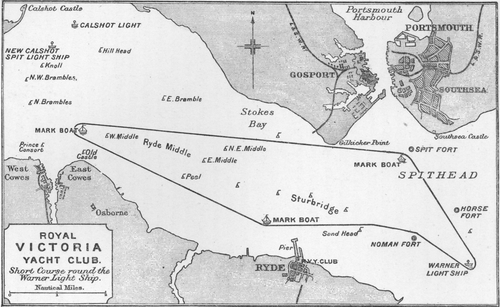 Calshot Castle
CALSHOT LIGHT
NEW CALSHOT
SPIT LIGHT SHIP
Hill Head
Knoll
N.W. Brambles
N. Brambles
E. Bramble
Portsmouth
Harbour
PORTSMOUTH
GOSPORT
SOUTHSEA
Stokes
Bay
Gilkicker Point
Southsea Castle
MARK BOAT
W. Middle
Ryde Middle
N.E. Middle
E. Middle
SPIT FORT
MARK BOAT
SPITHEAD
Prince
Consort
Old
Castle
West
Cowes
East
Cowes
Pool
Sturbridge
Osborne
MARK BOAT
HORSE
FORT
Sand Head
NOMAN FORT
WARNER
LIGHT SHIP
Pier
R.V.Y. CLUB
RYDE
ROYAL
VICTORIA
YACHT CLUB.
Short Course round the
Warner Light Ship.
Nautical Miles.